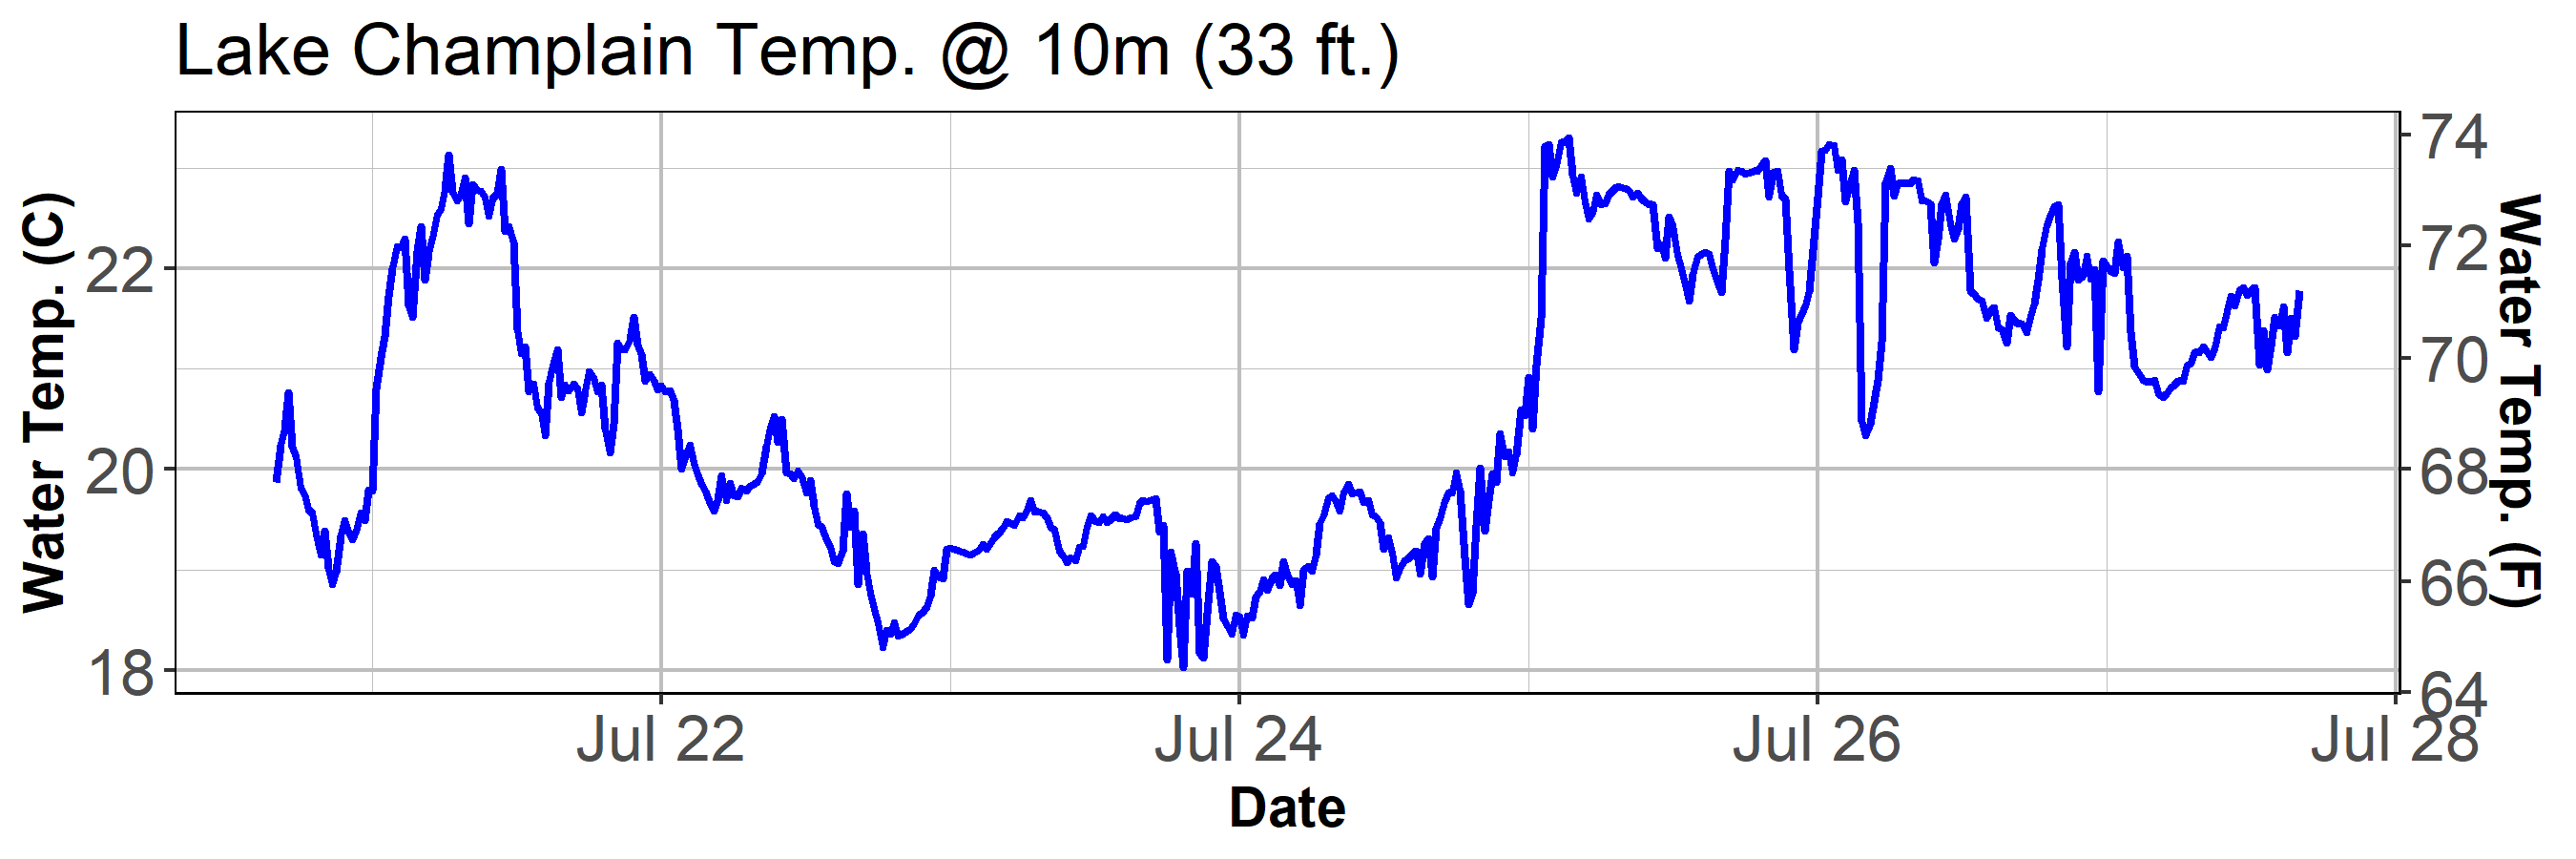 Lake Champlain Temp. @ 10m (33 ft.)
Water Temp. (C)
22
20
18
74
72
70
68
66
64
Water Temp. (F)
Jul 22 Jul 24 Jul 26 Jul 28
Date